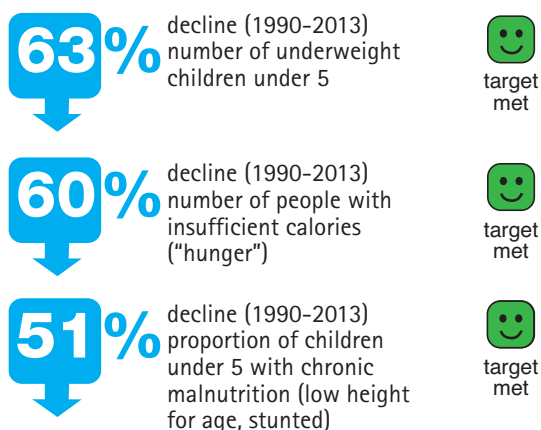 63%
decline (1990-2013)
number of underweight
children under 5
target
met
60%
decline (1990-2013)
number of people with
insufficient calories
("hunger")
target
met
51%
decline (1990-2013)
proportion of children
under 5 with chronic
malnutrition (low height
for age, stunted)
target
met